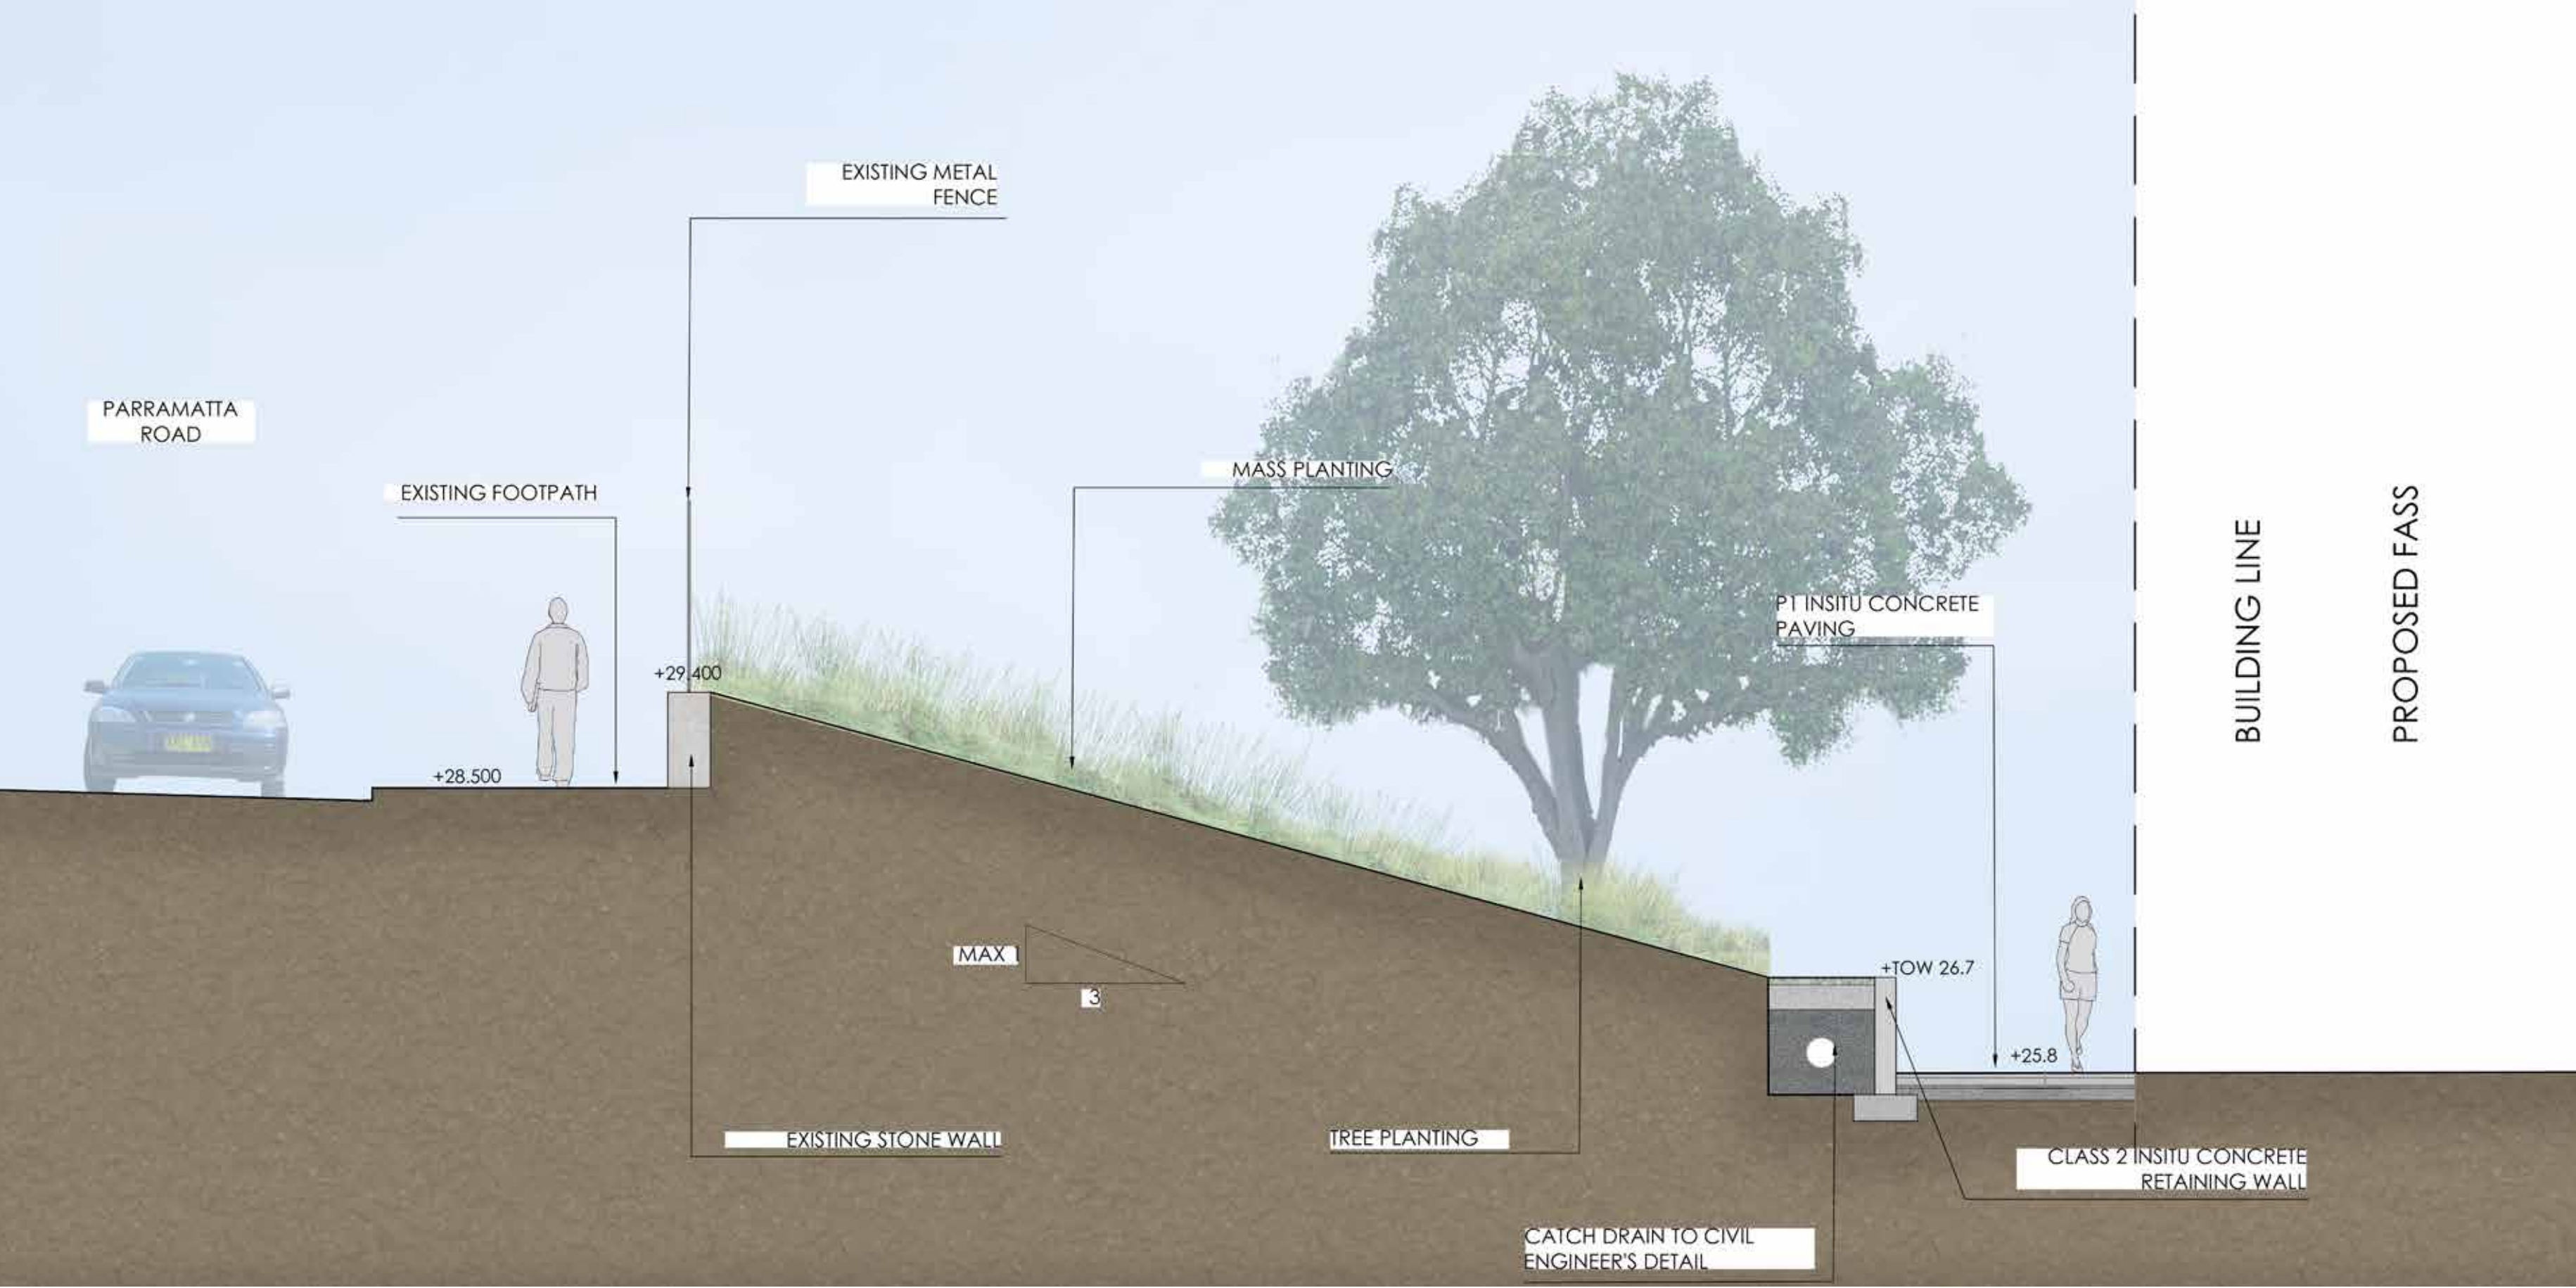 EXISTING METAL
FENCE
PARRAMATTA
ROAD
EXISTING FOOTPATH
MASS PLANTING
P1 INSITU CONCRETE
PAVING
BUILDING LINE
PROPOSED FASS
+29.400
+28.500
MAX 1
3
+TOW 26.7
+25.8
EXISTING STONE WALL
TREE PLANTING
CLASS 2 INSITU CONCRETE
RETAINING WALL
CATCH DRAIN TO CIVIL
ENGINEER'S DETAIL